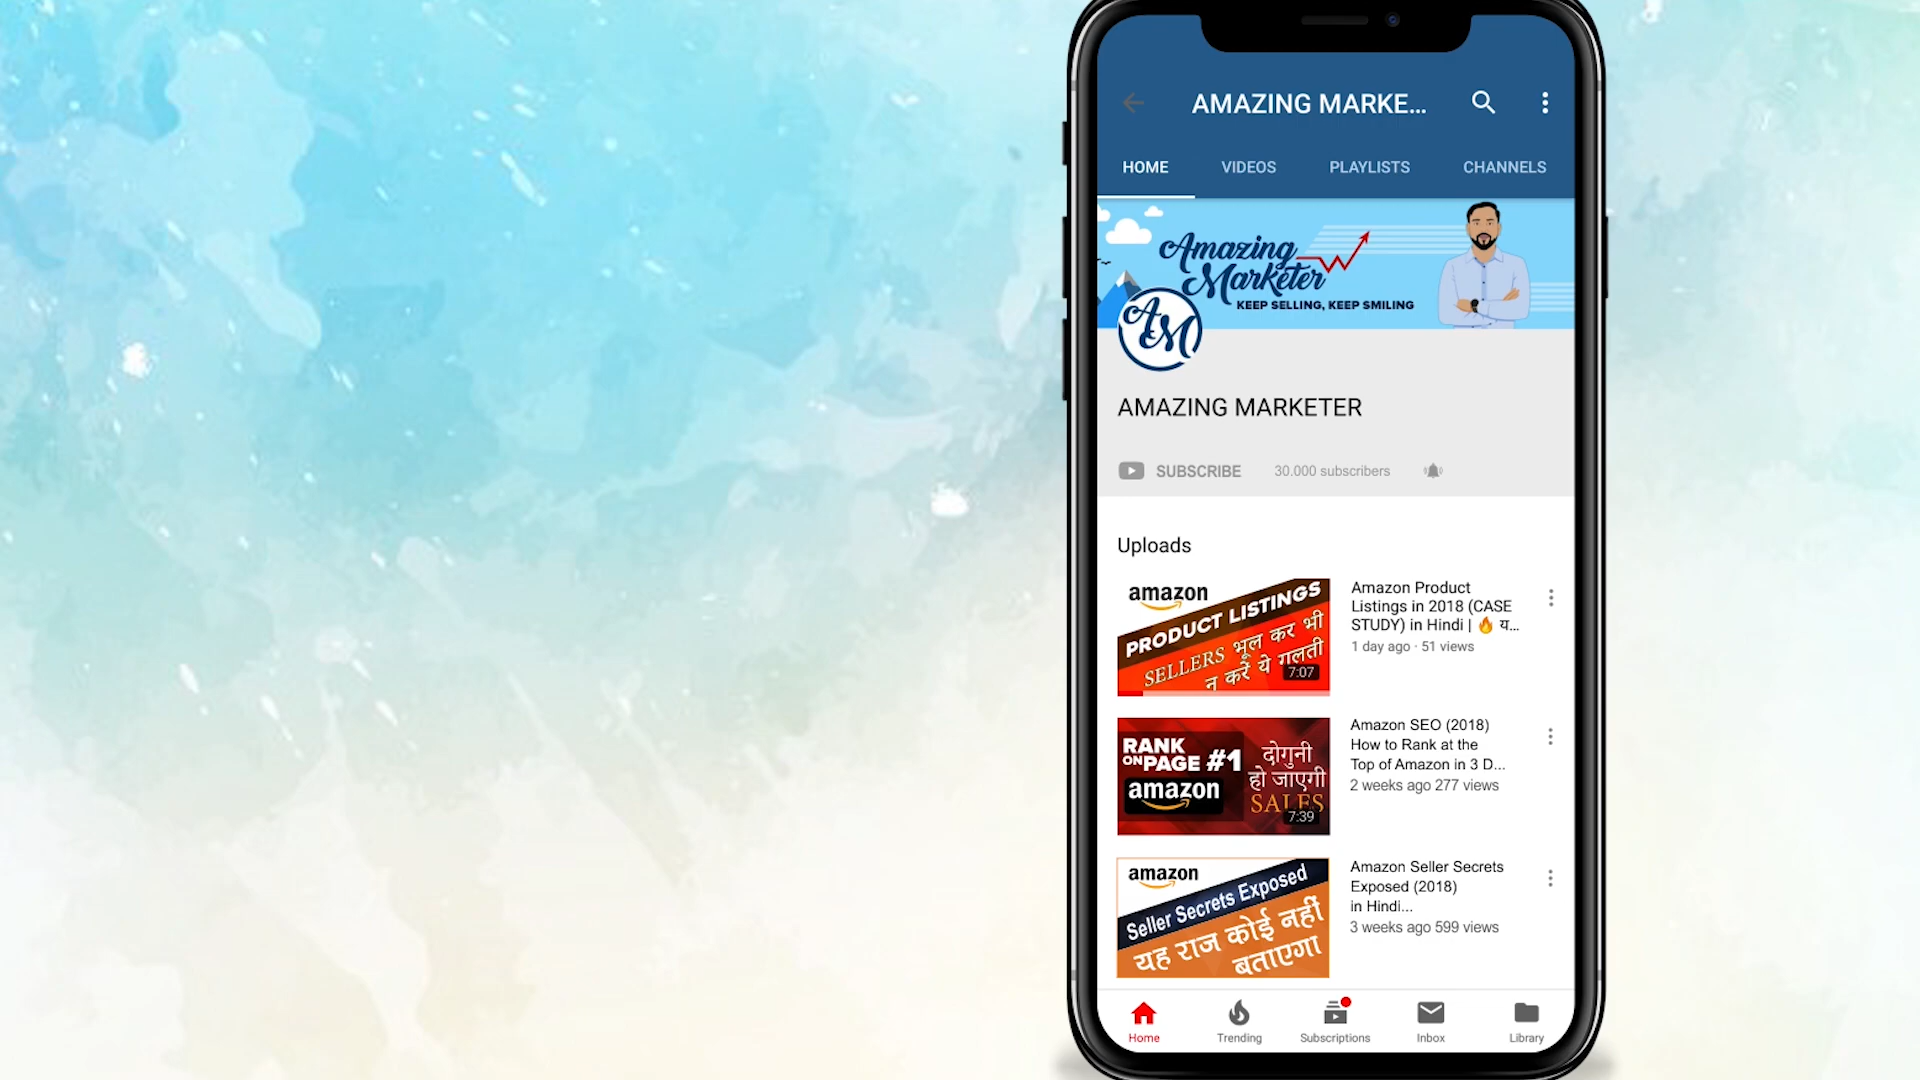 AMAZING MARKE...
HOME VIDEOS PLAYLISTS CHANNELS
Amazing
Marketer
KEEP SELLING, KEEP SMILING
AM
AMAZING MARKETER
SUBSCRIBE 30.000 subscribers
Uploads
amazon
PRODUCT LISTINGS
SELLERS भूल कर भी
न करें ये गलती
7:07
Amazon Product
Listings in 2018 (CASE
STUDY) in Hindi | 🔥 य...
1 day ago · 51 views
RANK
ON PAGE #1
amazon
दोगुनी
हो जाएगी
SALES
7:39
Amazon SEO (2018)
How to Rank at the
Top of Amazon in 3 D...
2 weeks ago 277 views
amazon
Seller Secrets Exposed
यह राज कोई नहीं
बताएगा
Amazon Seller Secrets
Exposed (2018)
in Hindi...
3 weeks ago 599 views
Home Trending Subscriptions Inbox Library